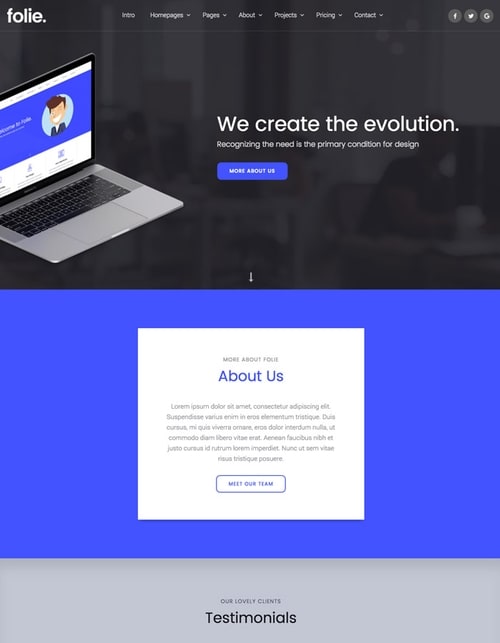 folie.
Intro
Homepages
Pages
About
Projects
Pricing
Contact
We create the evolution.
Recognizing the need is the primary condition for design
MORE ABOUT US
MORE ABOUT FOLIE
About Us
Lorem ipsum dolor sit amet, consectetur adipiscing elit.
Suspendisse varius enim in eros elementum tristique. Duis
cursus, mi quis viverra ornare, eros dolor interdum nulla, ut
commodo diam libero vitae erat. Aenean faucibus nibh et
justo cursus id rutrum lorem imperdiet. Nunc ut sem vitae
risus tristique posuere.
MEET OUR TEAM
OUR LOVELY CLIENTS
Testimonials